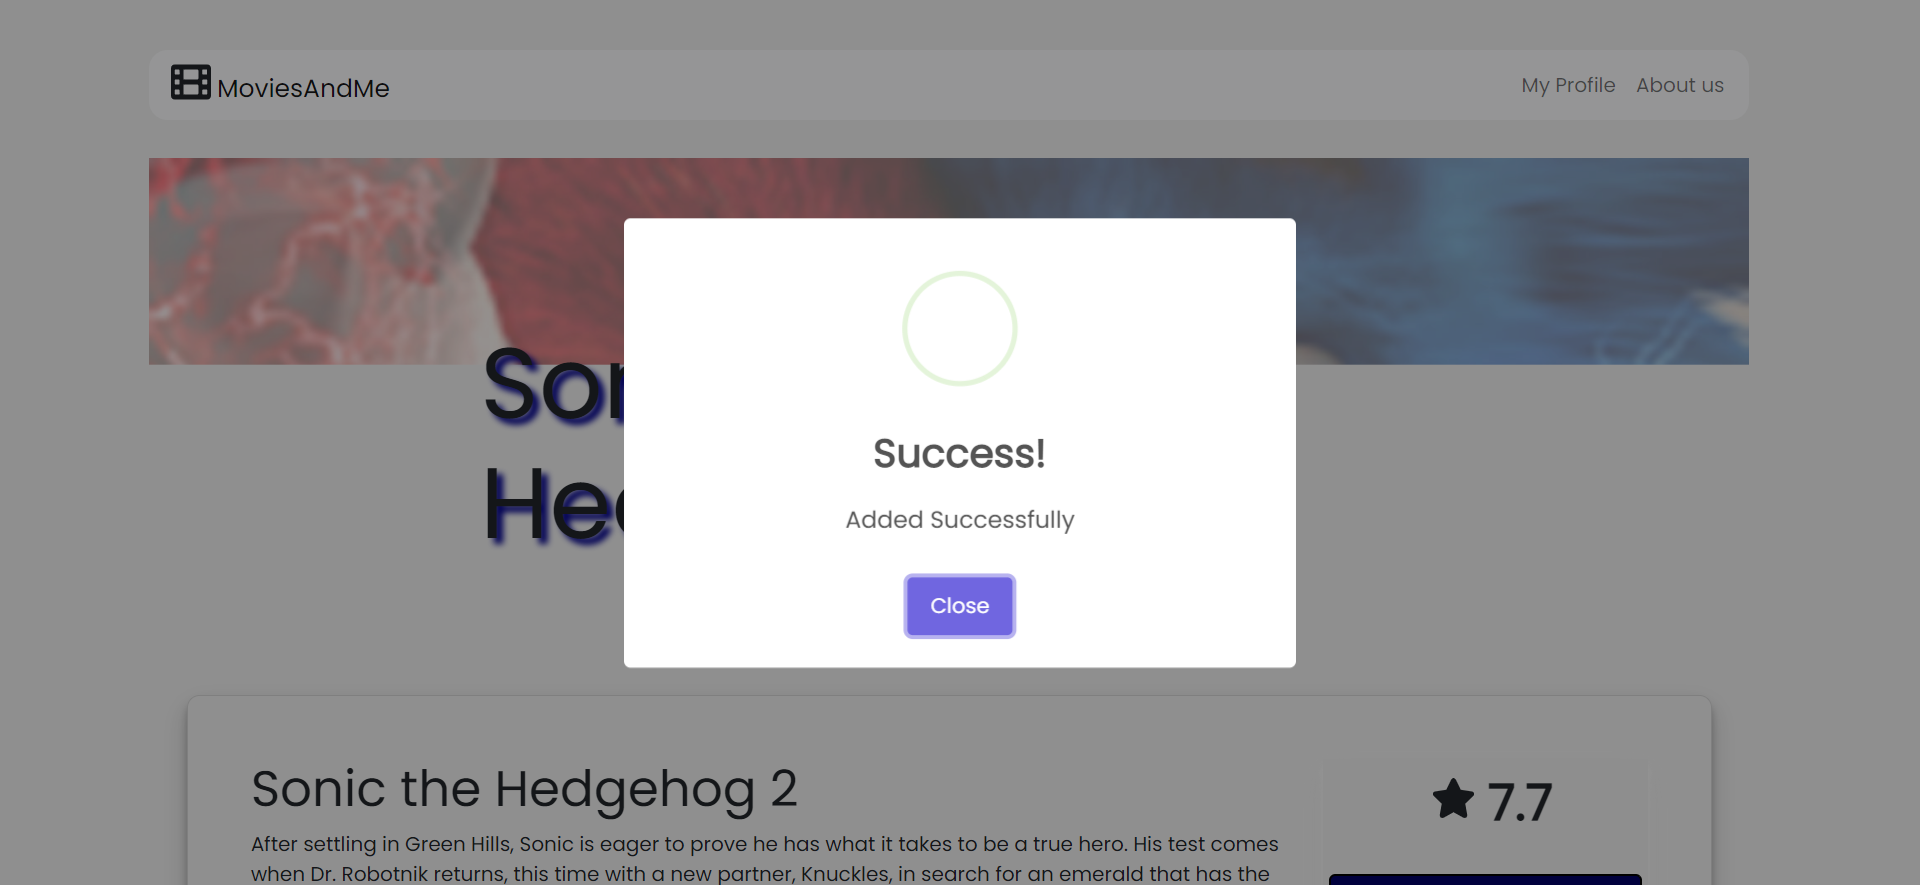 MoviesAndMe
My Profile About us
Success!
Added Successfully
Close
Sonic the Hedgehog 2
7.7
After settling in Green Hills, Sonic is eager to prove he has what it takes to be a true hero. His test comes
when Dr. Robotnik returns, this time with a new partner, Knuckles, in search for an emerald that has the